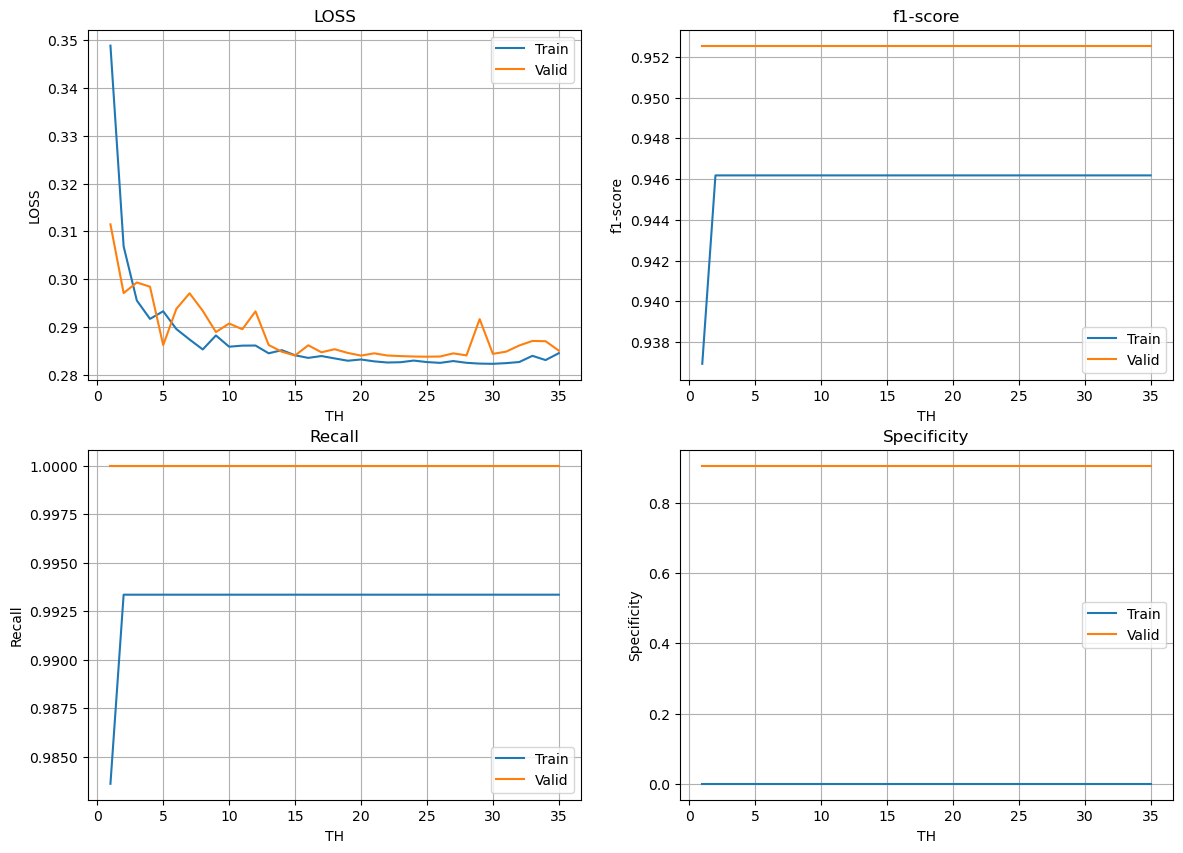 LOSS
0.35
0.34
0.33
0.32
0.31
0.30
0.29
0.28
LOSS
0 5 10 15 20 25 30 35
TH
Train
Valid
f1-score
0.952
0.950
0.948
0.946
0.944
0.942
0.940
0.938
f1-score
0 5 10 15 20 25 30 35
TH
Train
Valid
Recall
1.0000
0.9975
0.9950
0.9925
0.9900
0.9875
0.9850
Recall
0 5 10 15 20 25 30 35
TH
Train
Valid
Specificity
0.8
0.6
0.4
0.2
0.0
Specificity
0 5 10 15 20 25 30 35
TH
Train
Valid